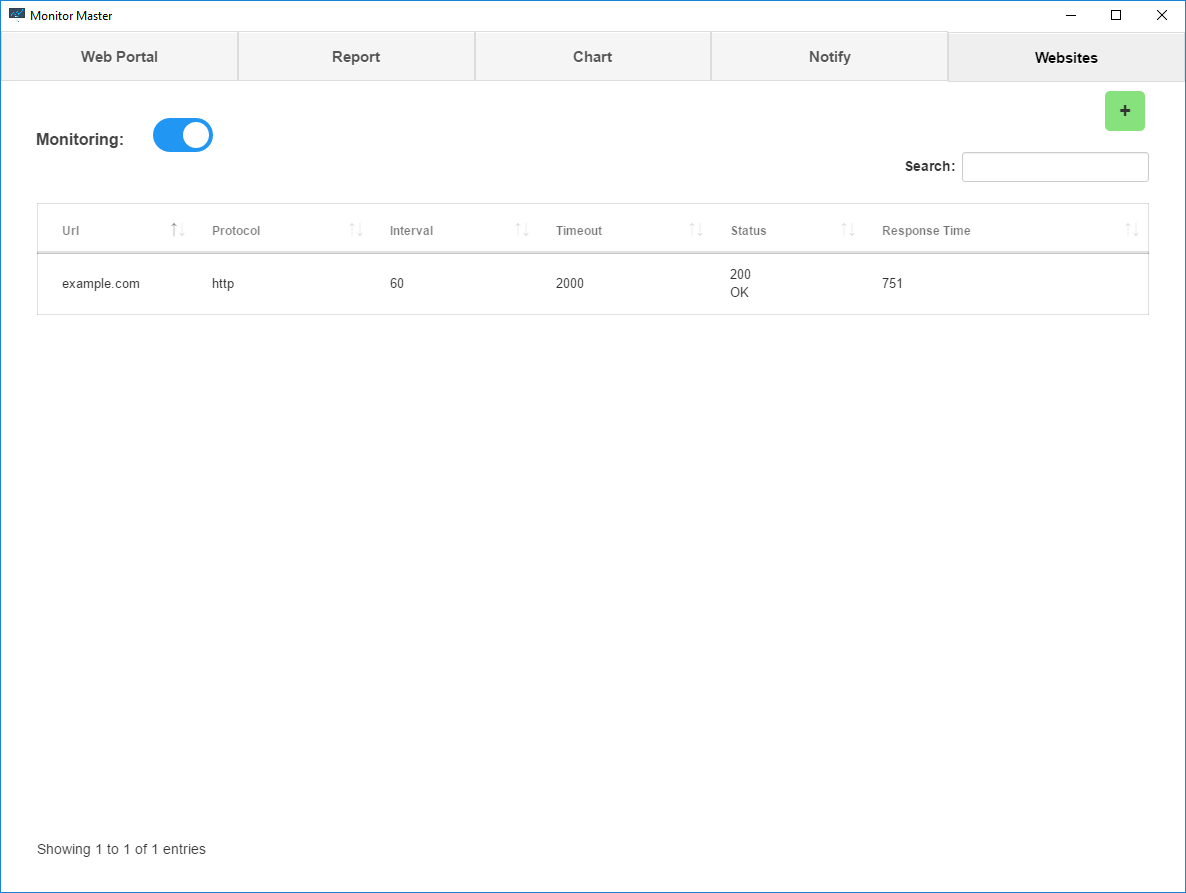 Monitor Master
Web Portal Report Chart Notify Websites
+
Monitoring:
Search:
Url Protocol Interval Timeout Status Response Time
example.com http 60 2000 200 OK 751
Showing 1 to 1 of 1 entries